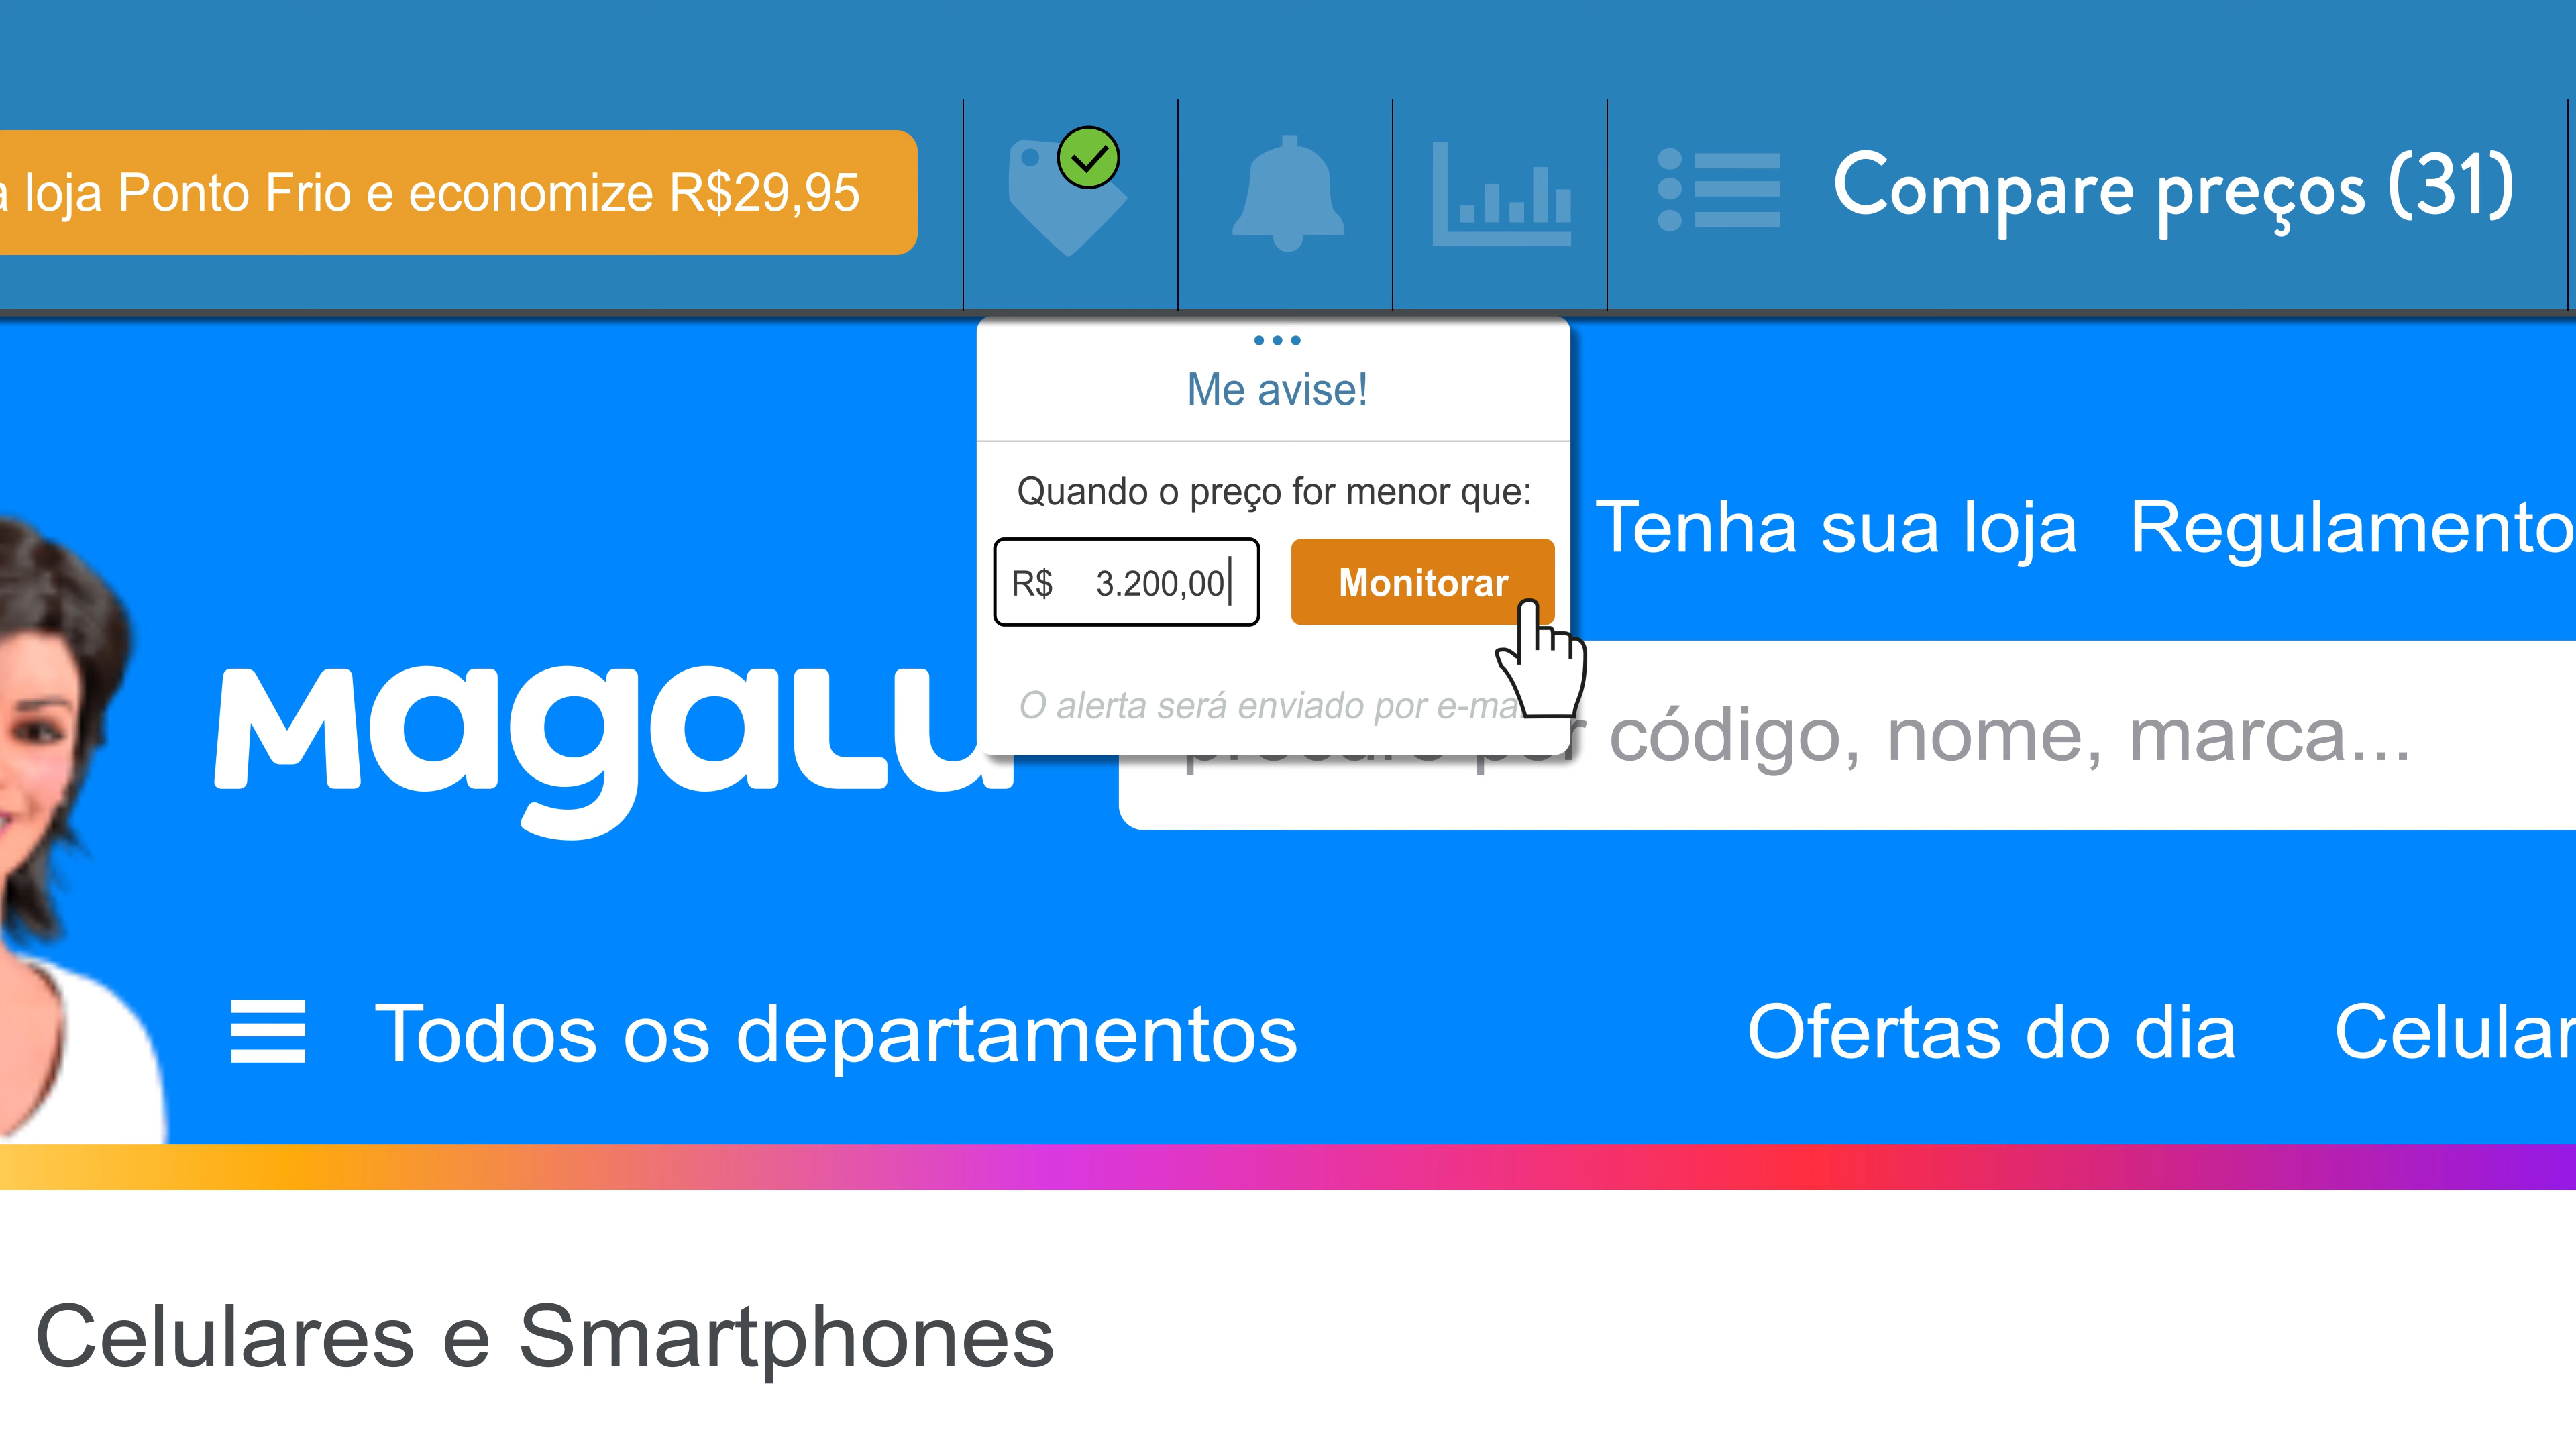 loja Ponto Frio e economize R$29,95
Compare preços (31)
Me avise!
Quando o preço for menor que:
R$ 3.200,00
Monitorar
O alerta será enviado por
Tenha sua loja Regulamento
magalu
código, nome, marca...
Todos os departamentos
Ofertas do dia
Celular
Celulares e Smartphones